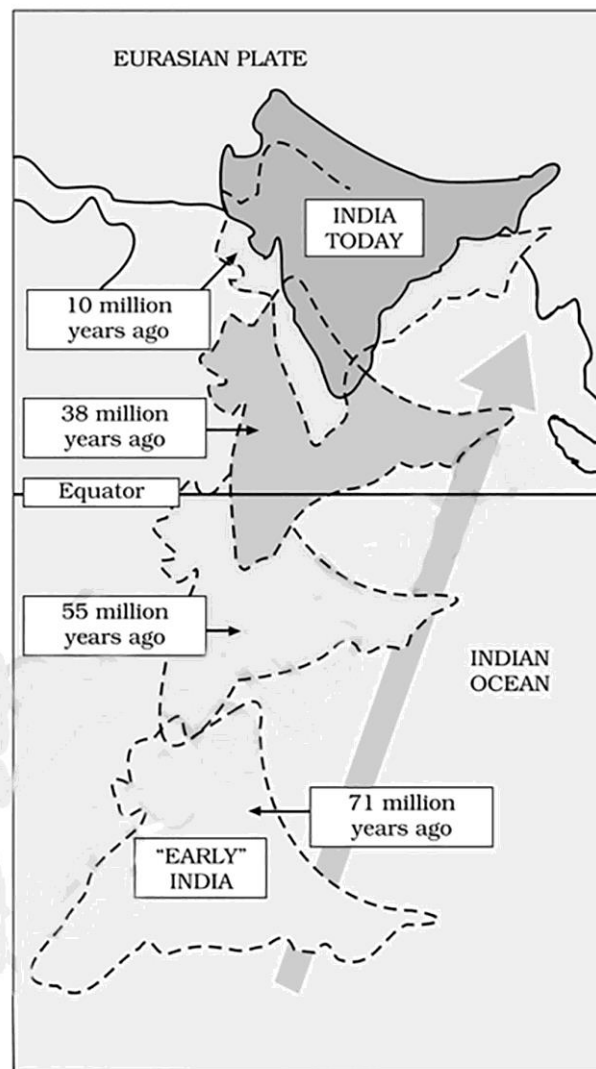 EURASIAN PLATE
INDIA
TODAY
10 million
years ago
38 million
years ago
Equator
55 million
years ago
INDIAN
OCEAN
71 million
years ago
"EARLY"
INDIA